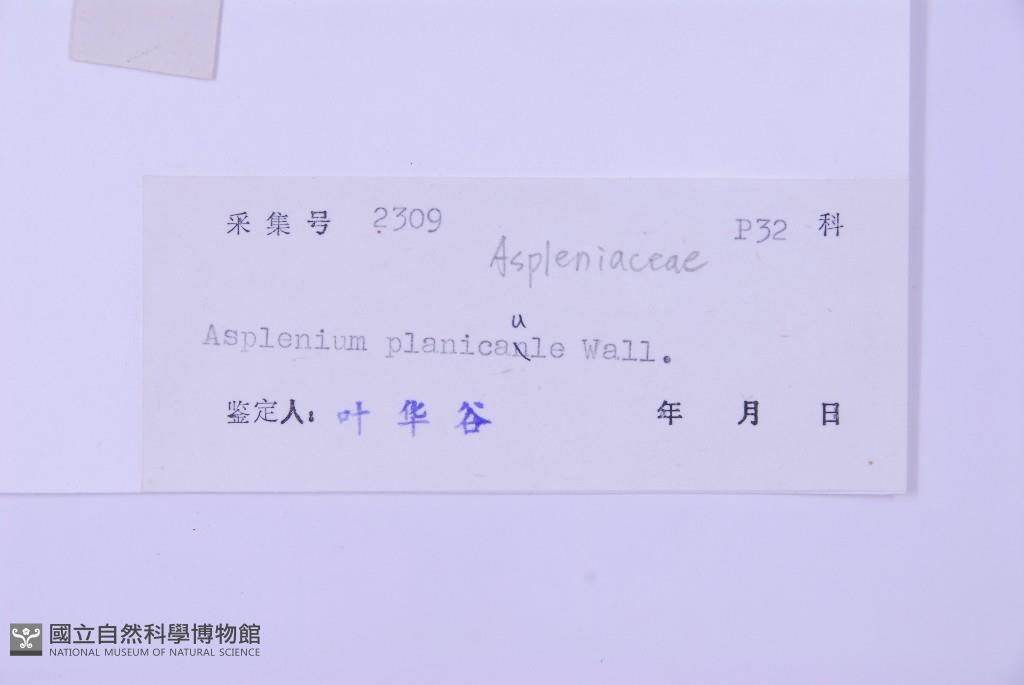 采集号 2309 P32 科
Aspleniaceae
u
Asplenium planicanle Wall.
鉴定人: 叶华谷 年 月 日
國立自然科學博物館
NATIONAL MUSEUM OF NATURAL SCIENCE